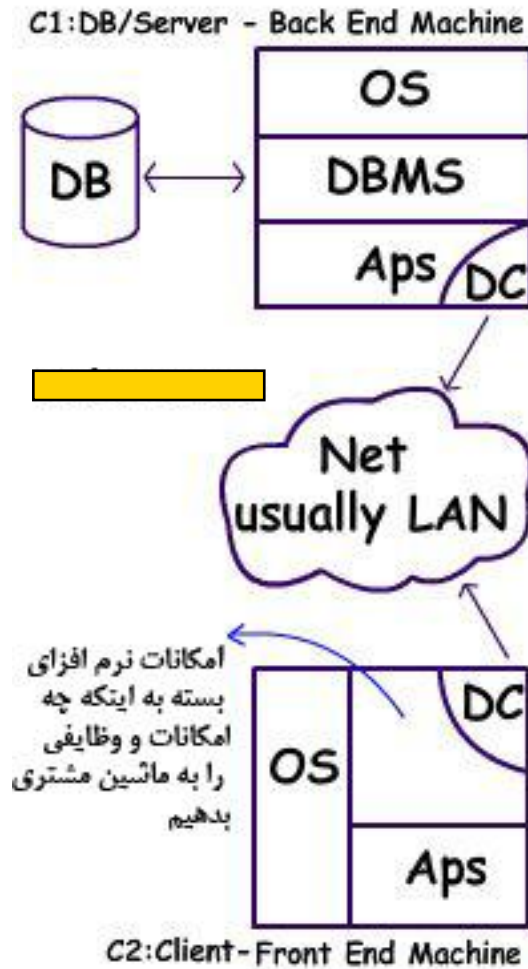 C1:DB/Server - Back End Machine
OS
DB
DBMS
Aps
DC
Net
usually LAN
DC
امکانات نرم افزای
بسته به اینکه چه
امکانات و وظایفی
را به ماشین مشتری
بدهیم
OS
Aps
C2:Client-Front End Machine